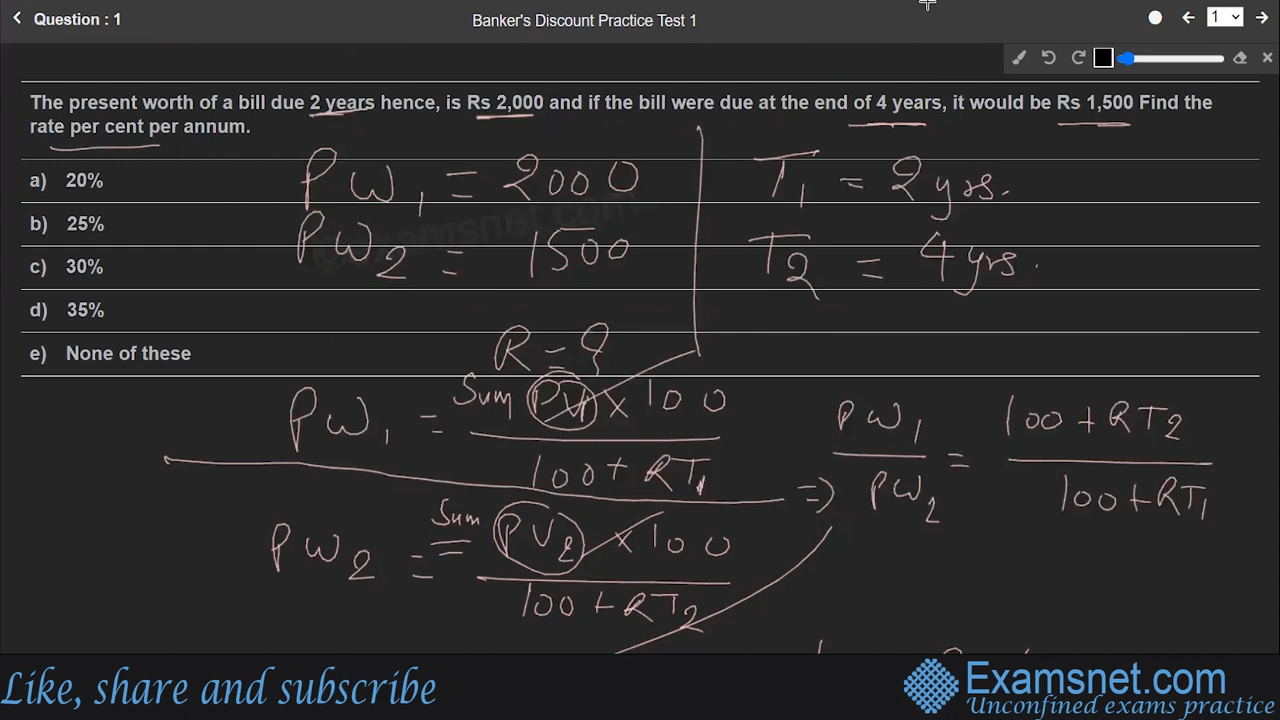 Question : 1
Banker's Discount Practice Test 1
1
The present worth of a bill due 2 years hence, is Rs 2,000 and if the bill were due at the end of 4 years, it would be Rs 1,500 Find the
rate per cent per annum.
a) 20%
b) 25%
c) 30%
d) 35%
e) None of these
PW1 = 2000
T1 = 2 yrs.
PW2 = 1500
T2 = 4 yrs.
R = ?
PW1 = Sum PV1 × 100
100 + RT1
PW2 = Sum PV2 × 100
100 + RT2
=> PW1 = 100 + RT2
PW2 100 + RT1
Like, share and subscribe
Examsnet.com
Unconfined exams practice